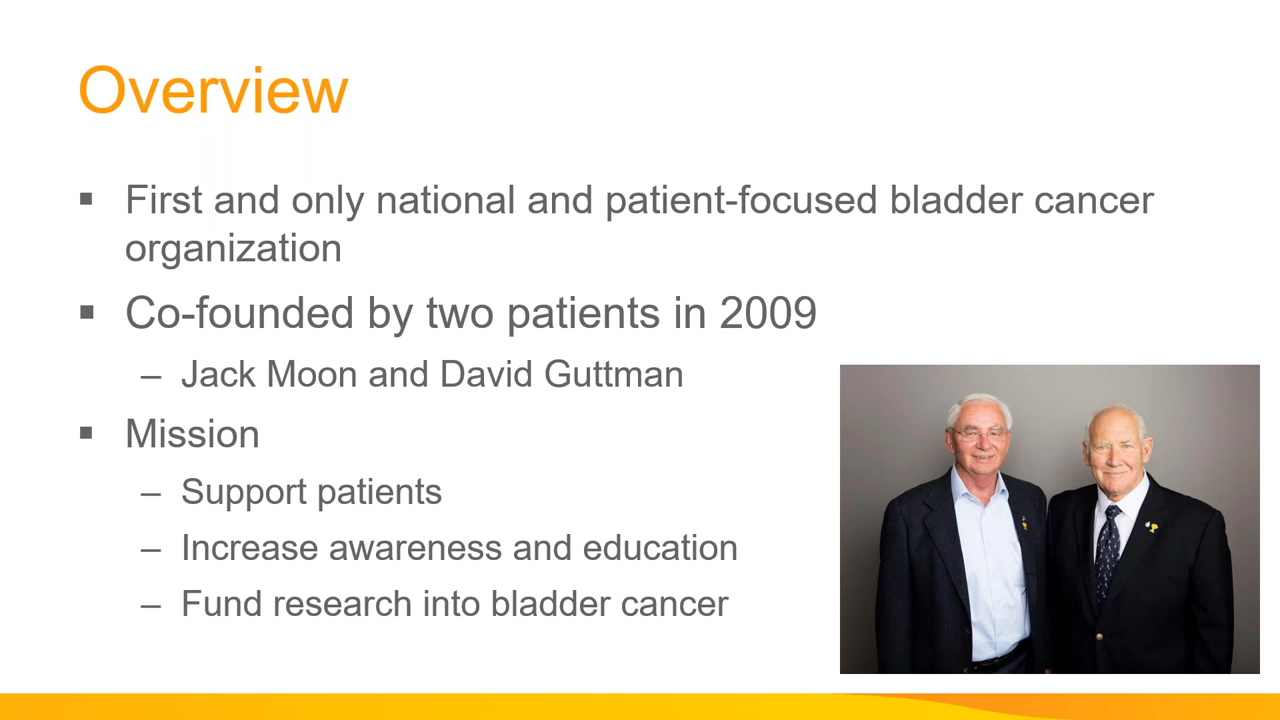 Overview
▪ First and only national and patient-focused bladder cancer
organization
▪ Co-founded by two patients in 2009
– Jack Moon and David Guttman
▪ Mission
– Support patients
– Increase awareness and education
– Fund research into bladder cancer